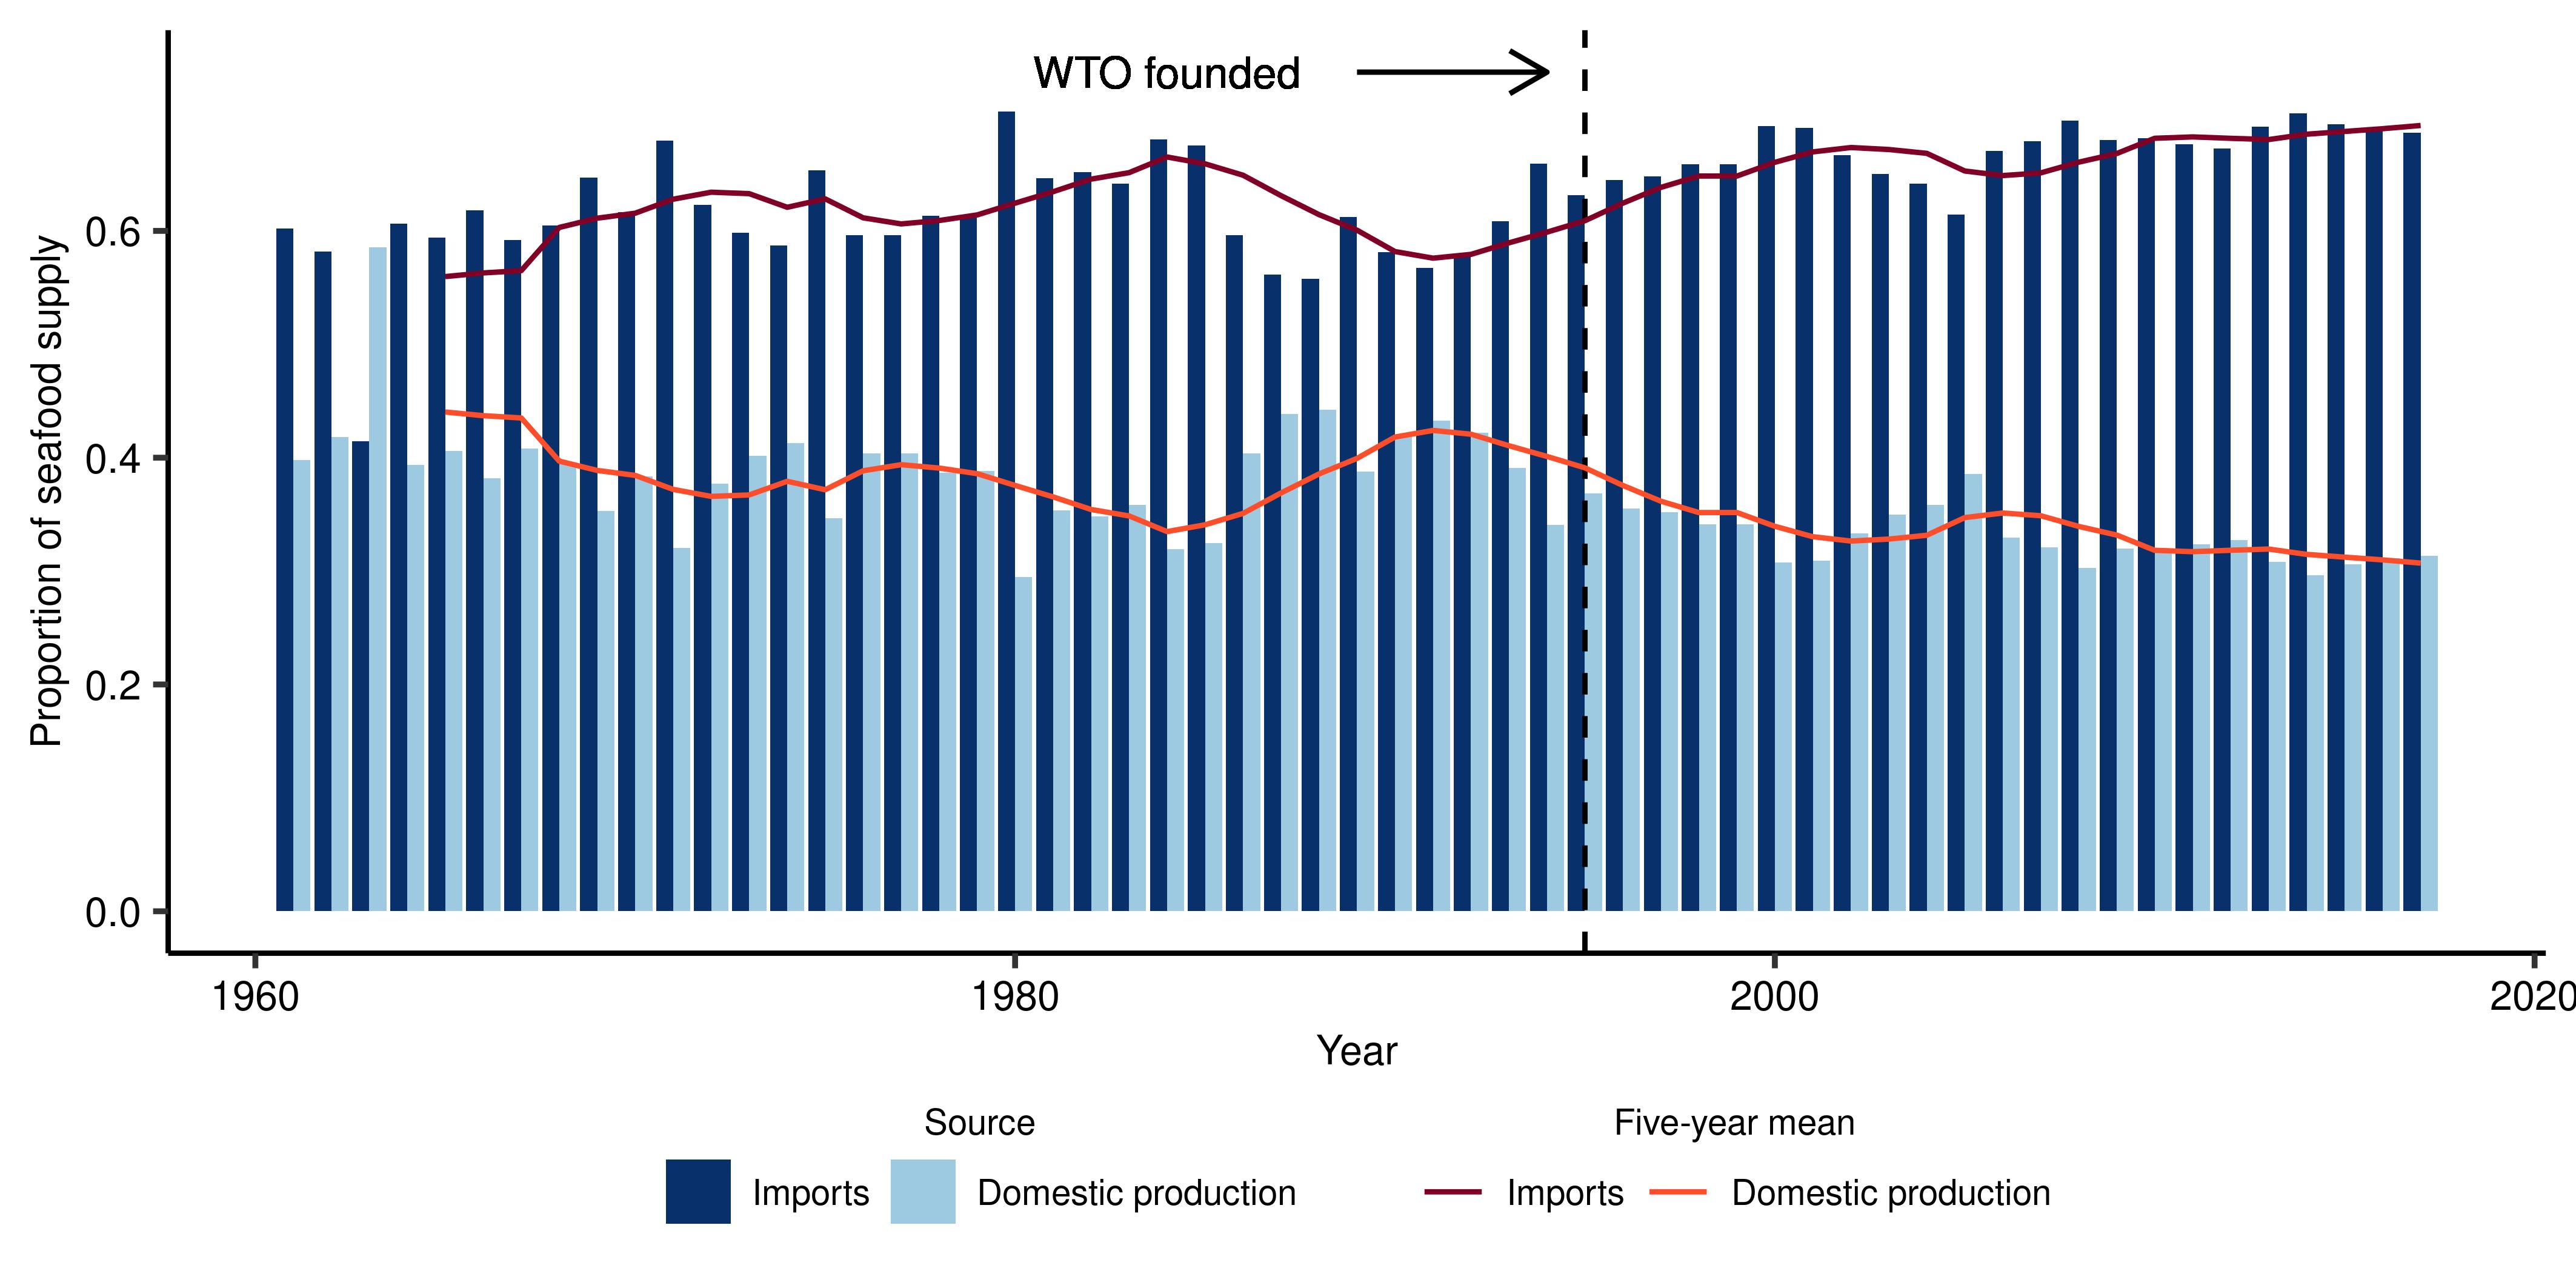 WTO founded
Proportion of seafood supply
0.6
0.4
0.2
0.0
1960 1980 2000 2020
Year
Source Five-year mean
Imports Domestic production Imports Domestic production